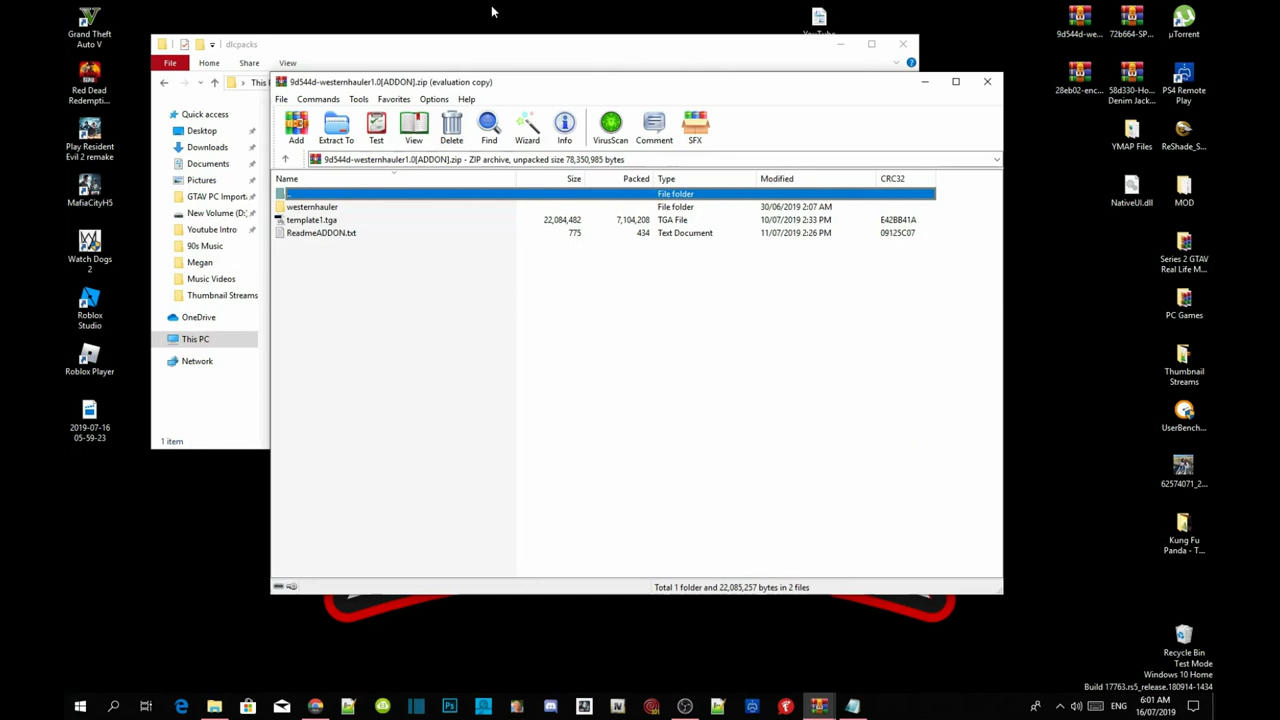 Grand Theft
Auto V
Red Dead
Redempti...
Play Resident
Evil 2 remake
MafiaCityH5
Watch Dogs
2
Roblox
Studio
Roblox Player
2019-07-16
05-59-23
dlcpacks
File
Home
Share
View
Quick access
Desktop
Downloads
Documents
Pictures
GTAV PC Import
New Volume (D:)
Youtube Intro
90s Music
Megan
Music Videos
Thumbnail Streams
OneDrive
This PC
Network
1 item
9d544d-westernhauler1.0[ADDON].zip (evaluation copy)
File Commands Tools Favorites Options Help
Add Extract To Test View Delete Find Wizard Info VirusScan Comment SFX
9d544d-westernhauler1.0[ADDON].zip - ZIP archive, unpacked size 78,350,985 bytes
Name Size Packed Type Modified CRC32
.. File folder
westernhauler File folder 30/06/2019 2:07 AM
template1.tga 22,084,482 7,104,208 TGA File 10/07/2019 2:33 PM E42BB41A
ReadmeADDON.txt 775 434 Text Document 11/07/2019 2:26 PM 09125C07
Total 1 folder and 22,085,257 bytes in 2 files
YouTube
9d544d-we...
72b664-SP...
µTorrent
28eb02-enc...
58d330-Ho...
Denim Jack...
PS4 Remote
Play
YMAP Files
ReShade_S...
NativeUI.dll
MOD
Series 2 GTAV
Real Life M...
PC Games
Thumbnail
Streams
UserBench...
62574071_2...
Kung Fu
Panda - T...
Recycle Bin
Test Mode
Windows 10 Home
Build 17763.rs5_release.180914-1434
ENG
6:01 AM
16/07/2019